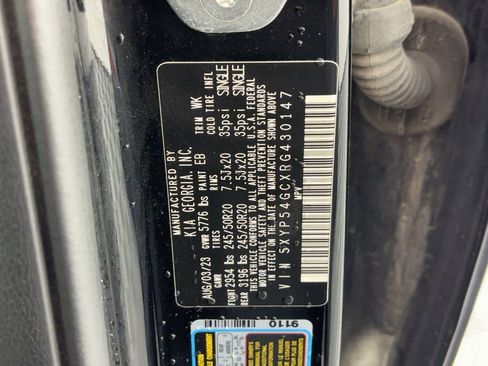 MANUFACTURED BY
KIA GEORGIA, INC.
AUG/03/23 GVWR 5776 lbs PAINT EB TRIM WK
TIRES RIMS COLD TIRE INFL
FRONT 2954 lbs 245/50R20 7.5Jx20 35psi SINGLE
REAR 3196 lbs 245/50R20 7.5Jx20 35psi SINGLE
THIS VEHICLE CONFORMS TO ALL APPLICABLE U.S.A. FEDERAL
MOTOR VEHICLE SAFETY, BUMPER, AND THEFT PREVENTION STANDARDS
IN EFFECT ON THE DATE OF MANUFACTURE SHOWN ABOVE.
VIN 5XYP54GCXRG430147
MPV
9110